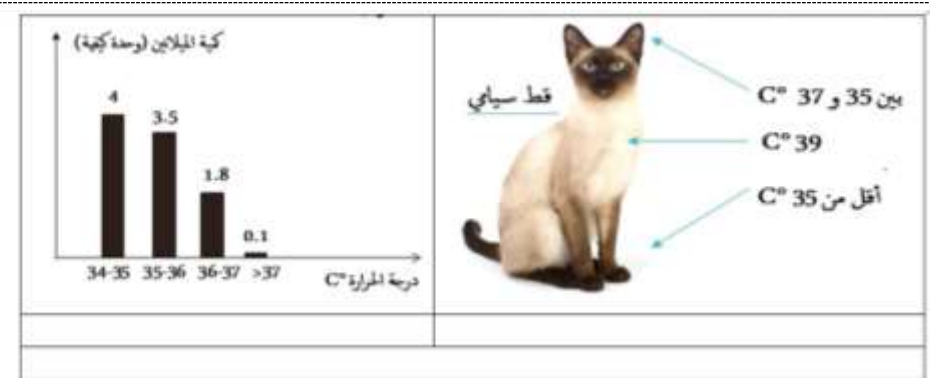 كمية الميلانين (وحدة كيفية)
4
3.5
1.8
0.1
34-35 35-36 36-37 >37
درجة الحرارة C°
قط سيامي
بين 35 و 37 C°
39 C°
أقل من 35 C°